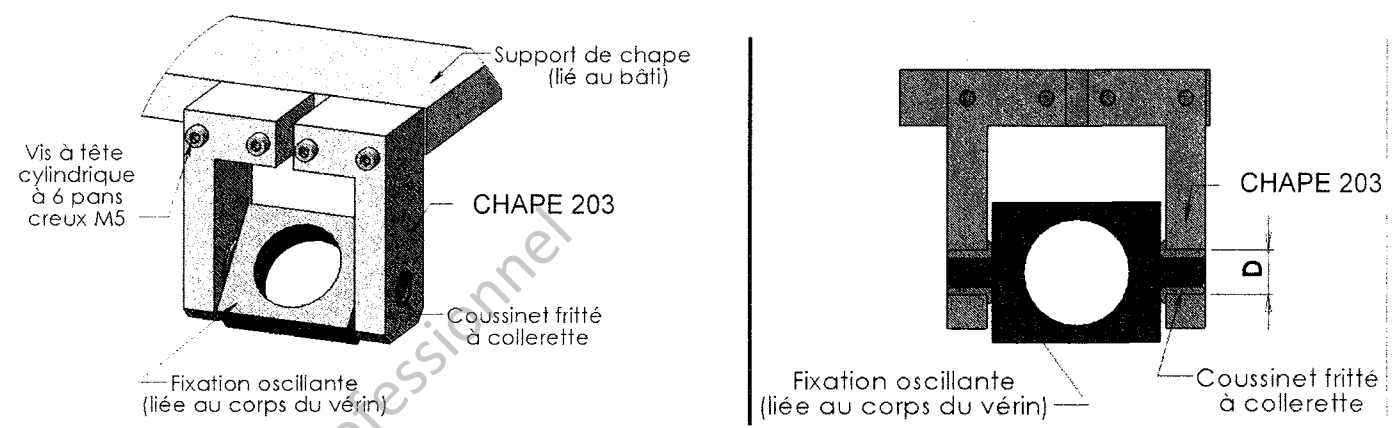 Support de chape
(lié au bâti)
Vis à tête
cylindrique
à 6 pans
creux M5
CHAPE 203
Coussinet fritté
à collerette
Fixation oscillante
(liée au corps du vérin)
essionnel
CHAPE 203
D
Fixation oscillante
(liée au corps du vérin)
Coussinet fritté
à collerette